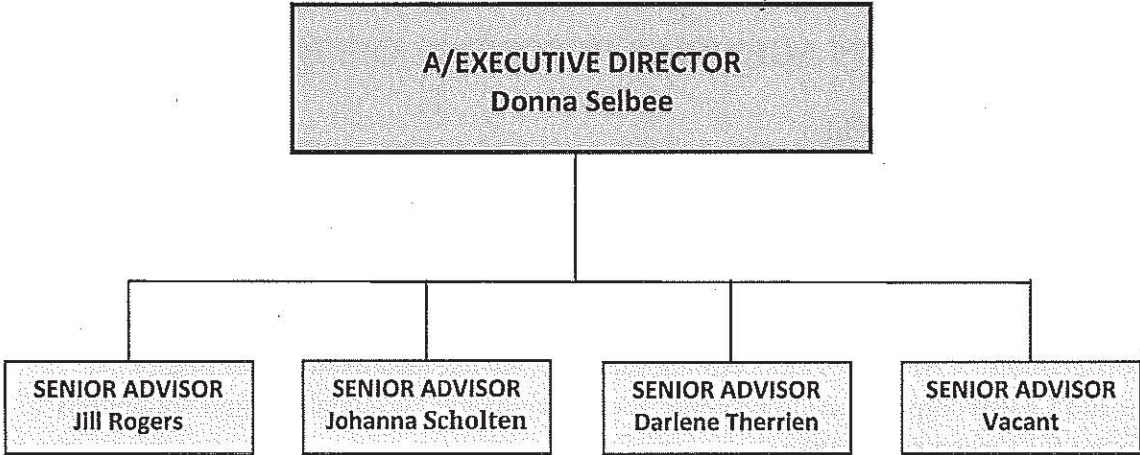 A/EXECUTIVE DIRECTOR
Donna Selbee
SENIOR ADVISOR
Jill Rogers
SENIOR ADVISOR
Johanna Scholten
SENIOR ADVISOR
Darlene Therrien
SENIOR ADVISOR
Vacant